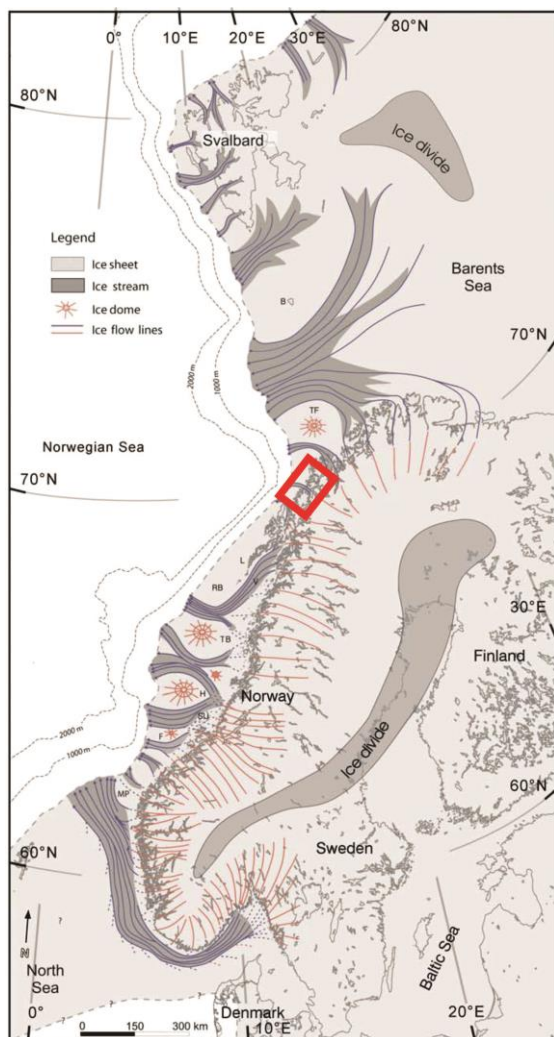 0°
10°E
20°E
30°E
80°N
80°N
Svalbard
Ice divide
Legend
Ice sheet
Ice stream
Ice dome
Ice flow lines
Barents
Sea
B
70°N
2000 m
1000 m
TF
Norwegian Sea
70°N
L
V
RB
TB
30°E
Finland
H
Norway
SU
F
2000 m
1000 m
Ice divide
MP
60°N
60°N
Sweden
?
?
N
North
Sea
Baltic Sea
Denmark
0°
0 150 300 km
10°E
20°E